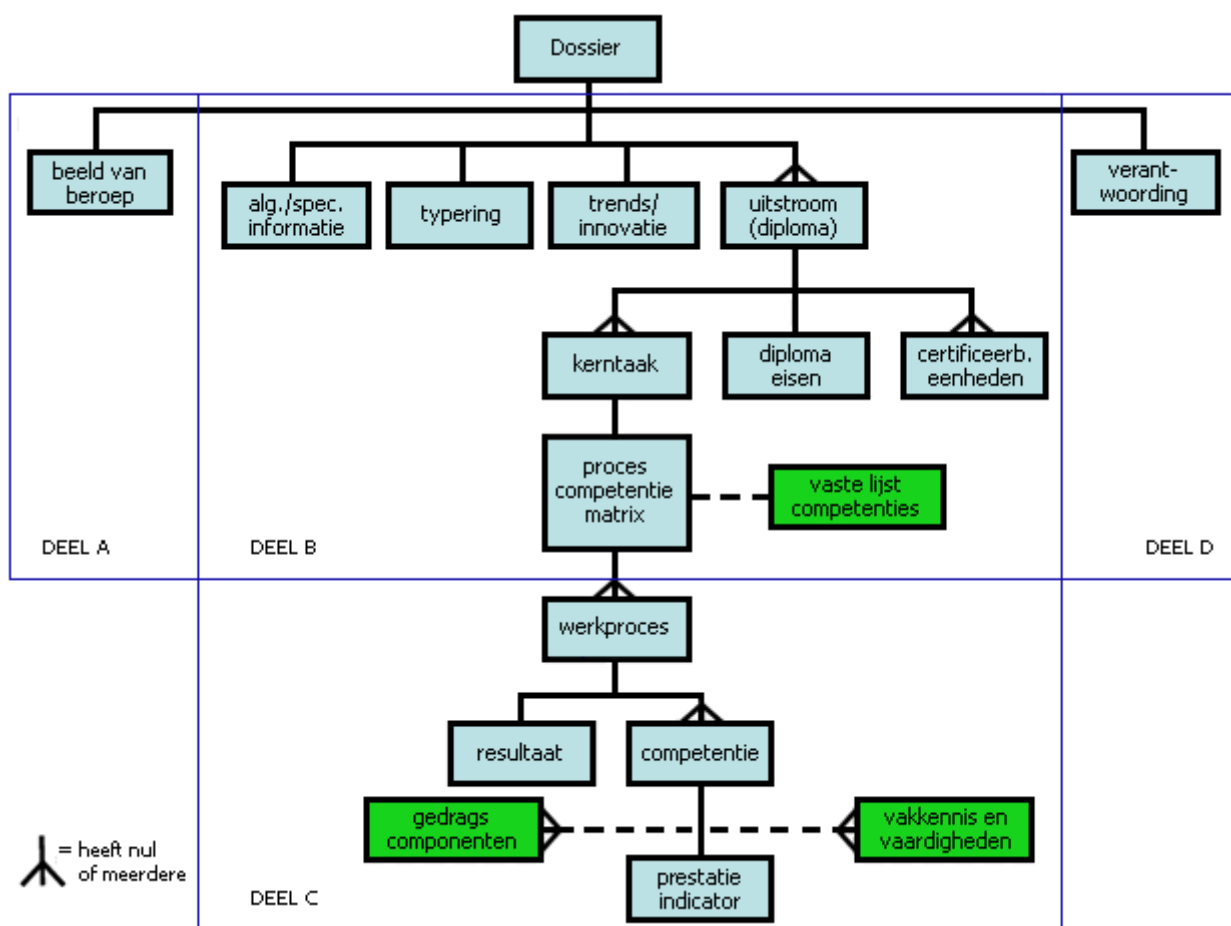 Dossier
beeld van
beroep
alg./spec.
informatie
typering
trends/
innovatie
uitstroom
(diploma)
verant-
woording
kerntaak
diploma
eisen
certificeerb.
eenheden
proces
competentie
matrix
vaste lijst
competenties
DEEL A
DEEL B
DEEL D
werkproces
resultaat
competentie
gedrags
componenten
vakkennis en
vaardigheden
= heeft nul
of meerdere
prestatie
indicator
DEEL C